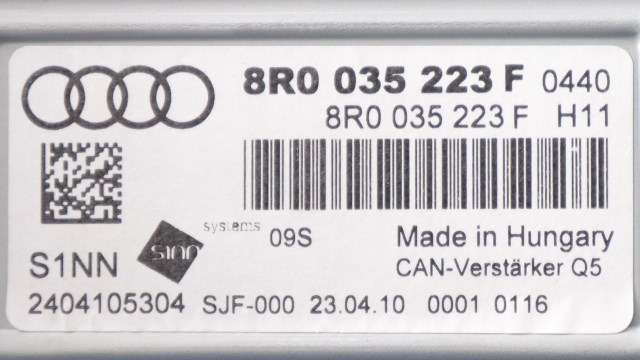 8R0 035 223 F 0440
8R0 035 223 F H11
systems
S1nn
09S
Made in Hungary
S1NN
CAN-Verstärker Q5
2404105304 SJF-000 23.04.10 0001 0116